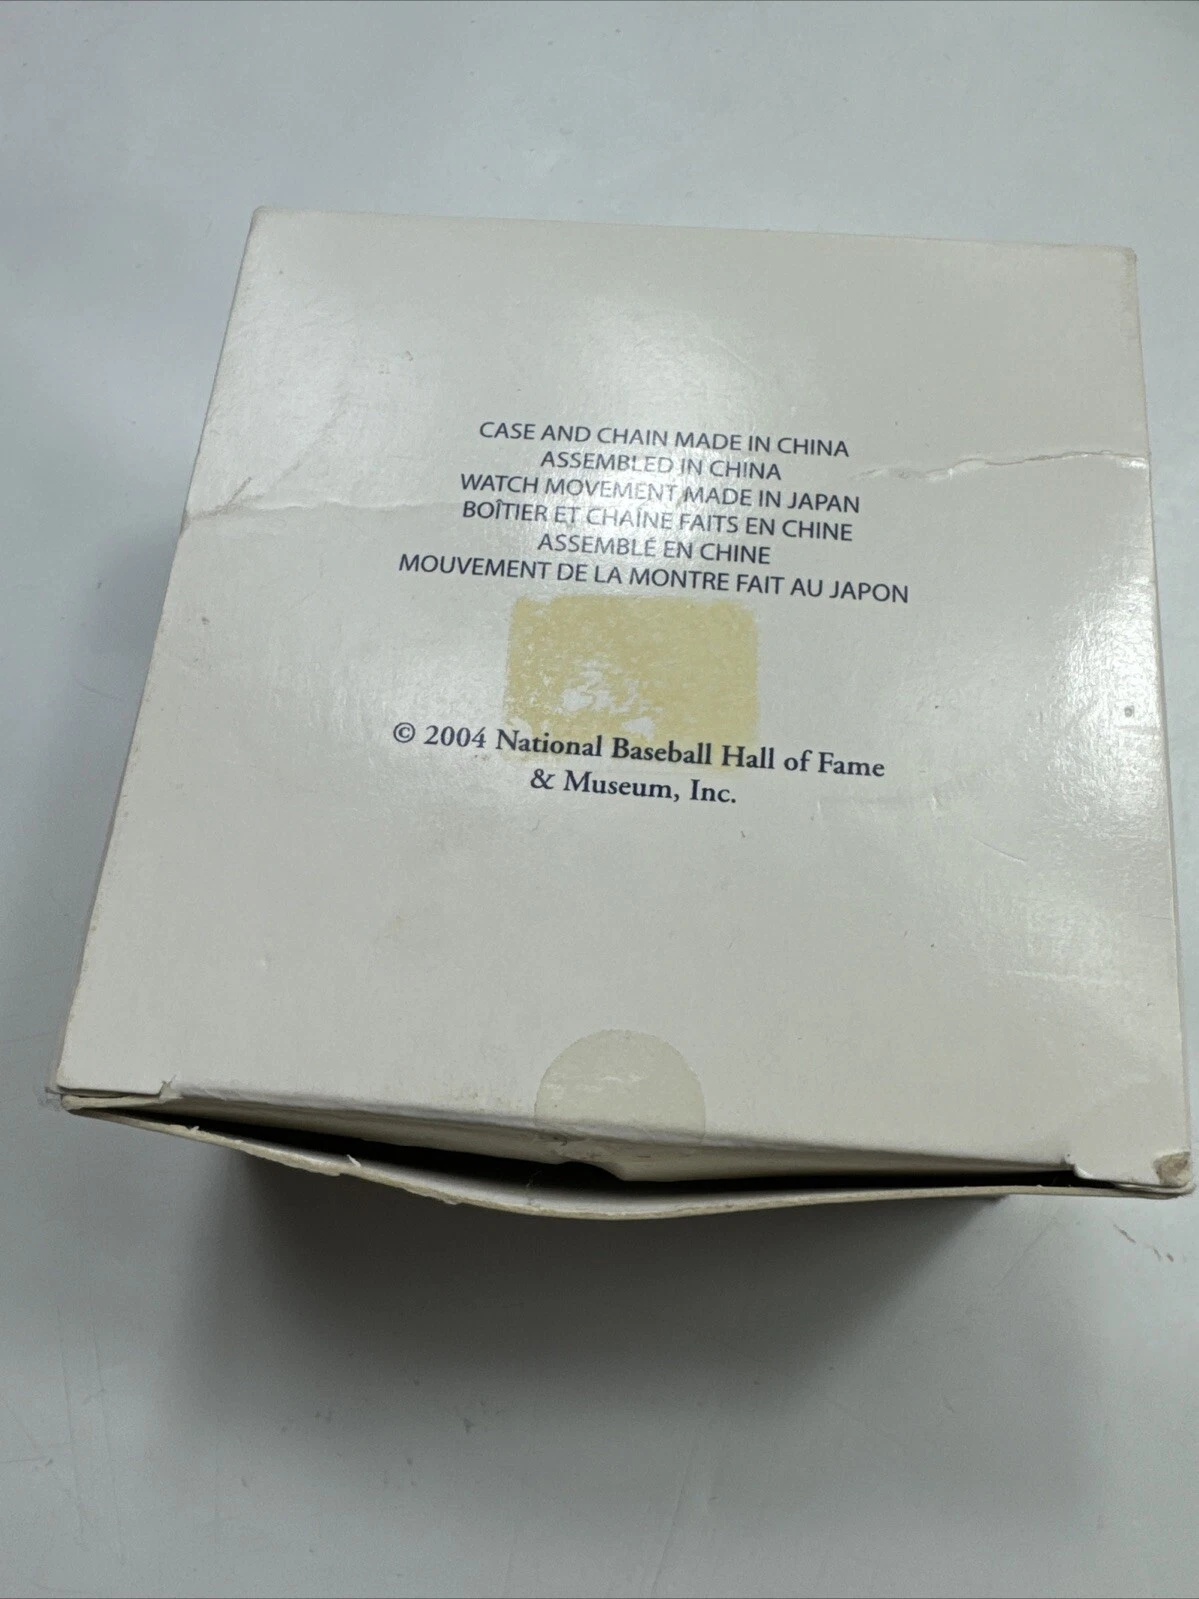 CASE AND CHAIN MADE IN CHINA
ASSEMBLED IN CHINA
WATCH MOVEMENT MADE IN JAPAN
BOÎTIER ET CHAÎNE FAITS EN CHINE
ASSEMBLÉ EN CHINE
MOUVEMENT DE LA MONTRE FAIT AU JAPON
© 2004 National Baseball Hall of Fame
& Museum, Inc.